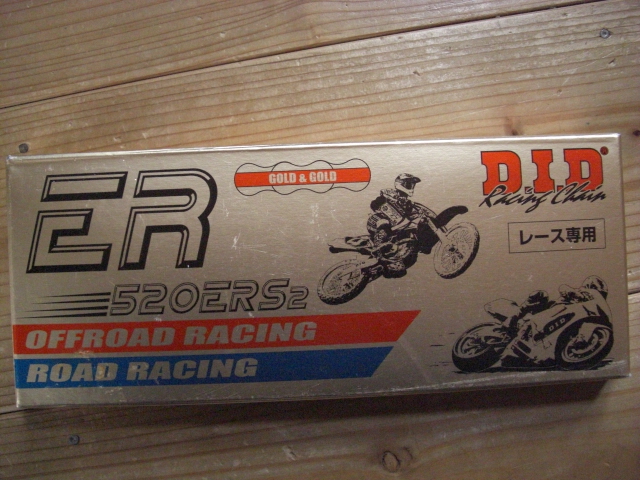 ER
GOLD & GOLD
D.I.D
Racing Chain
レース専用
520ERS2
OFFROAD RACING
ROAD RACING
D.I.D